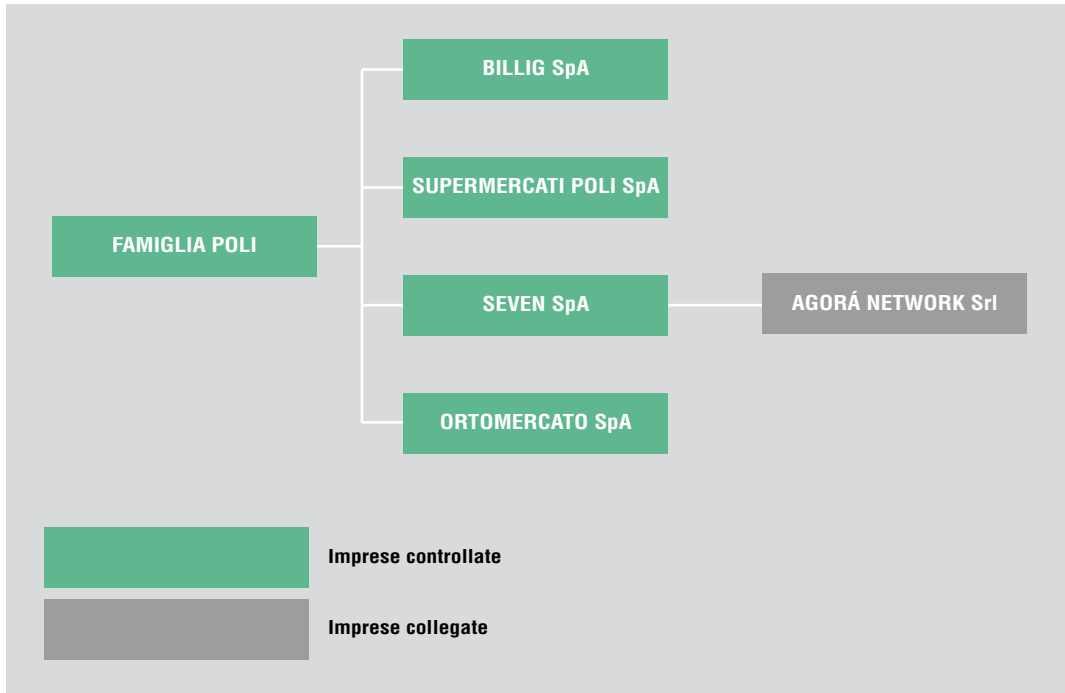 BILLIG SpA
SUPERMERCATI POLI SpA
FAMIGLIA POLI
SEVEN SpA
AGORÁ NETWORK Srl
ORTOMERCATO SpA
Imprese controllate
Imprese collegate